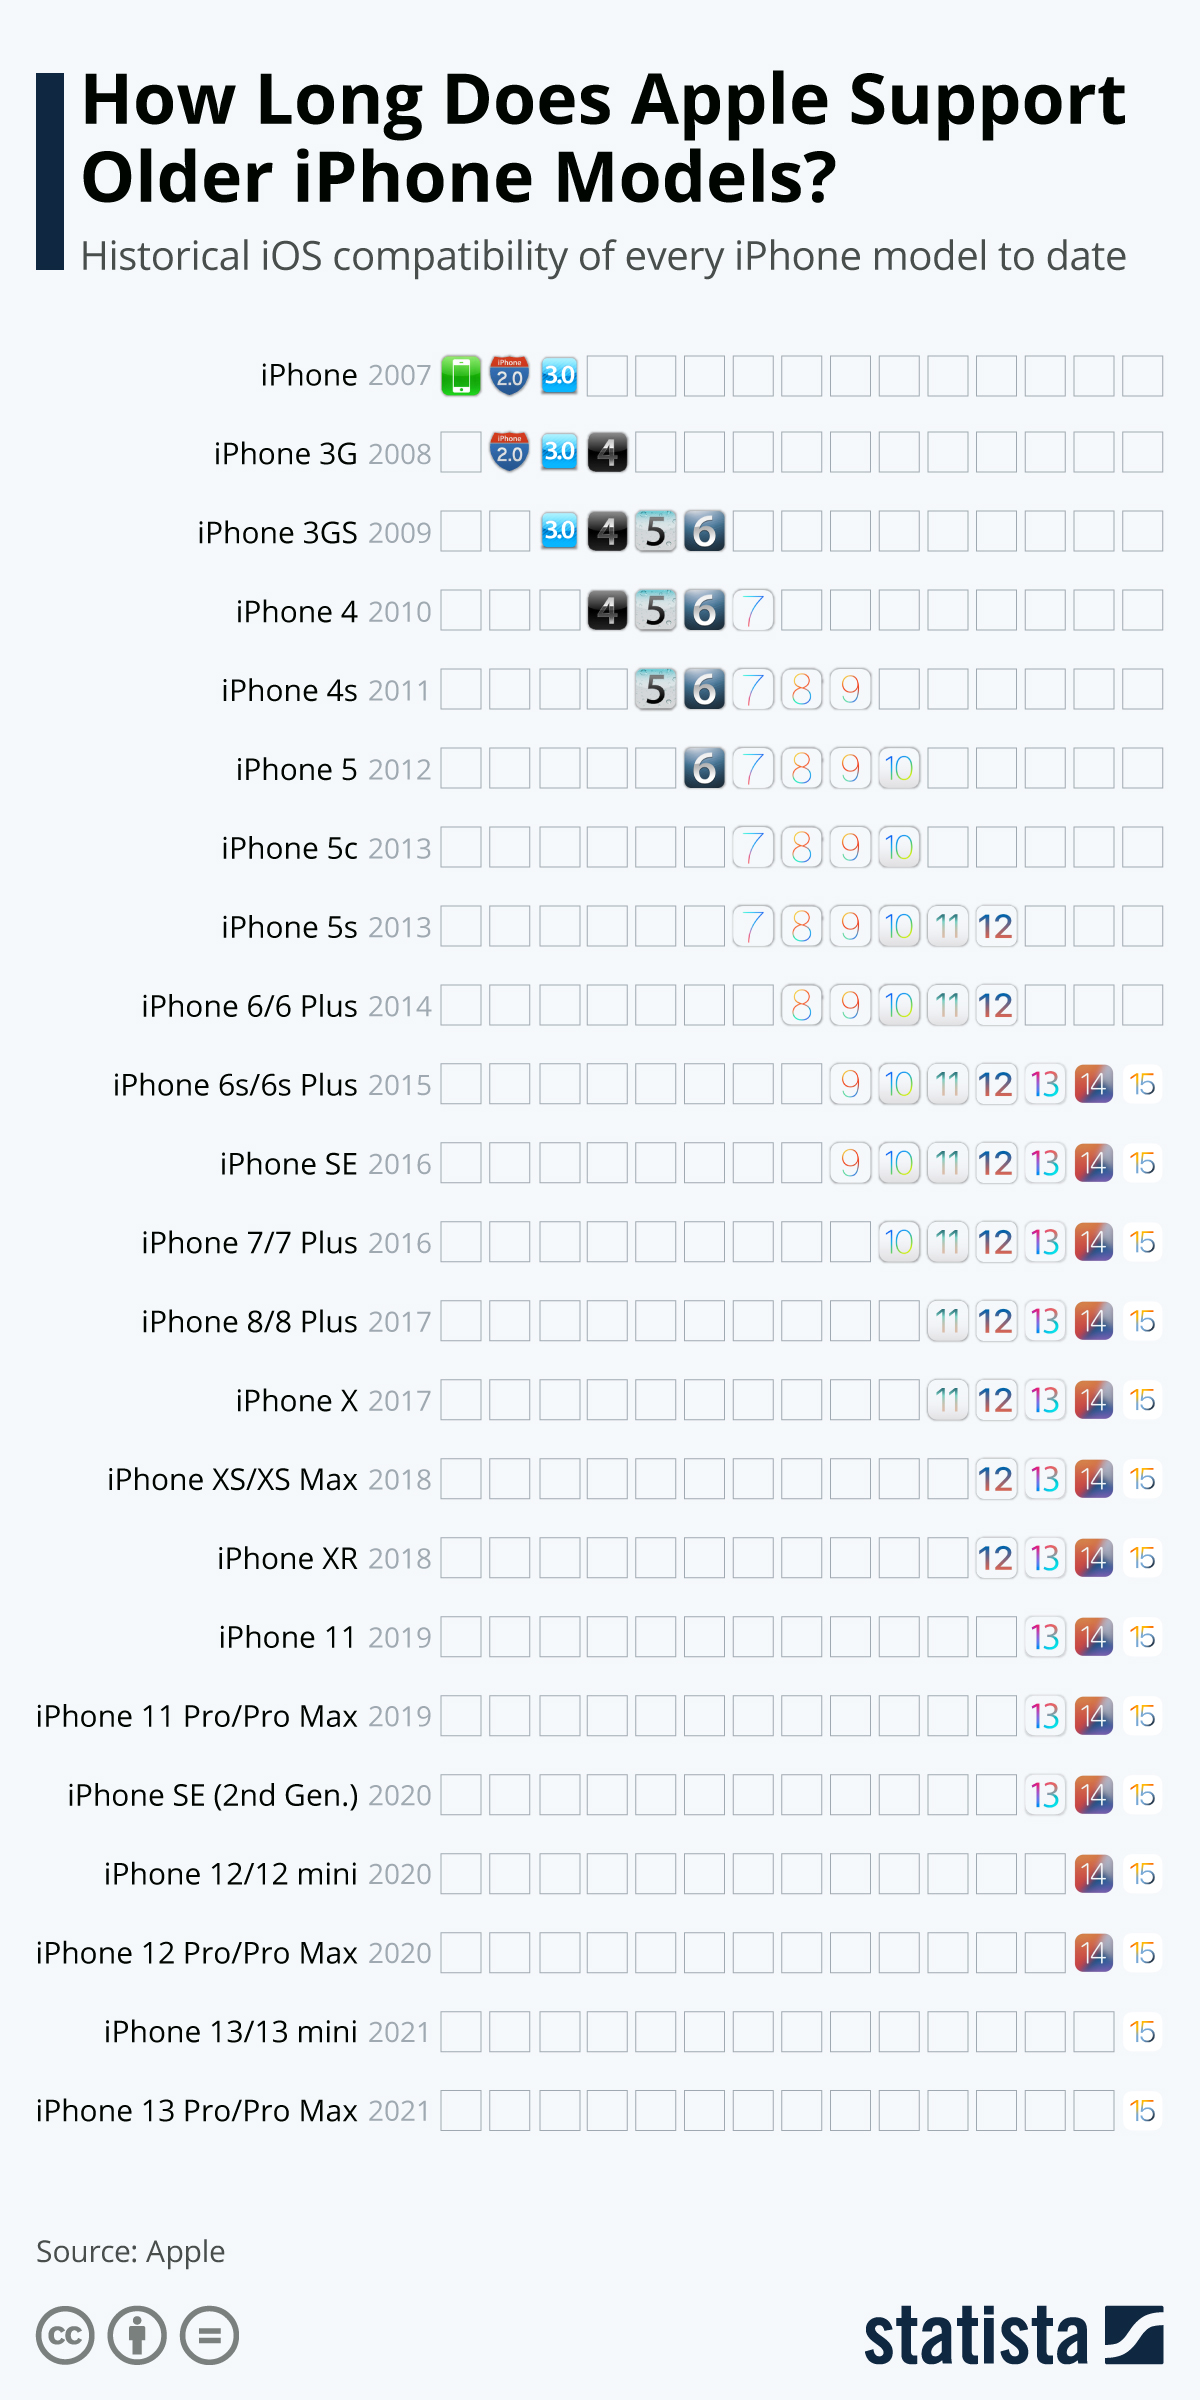 How Long Does Apple Support
Older iPhone Models?
Historical iOS compatibility of every iPhone model to date
iPhone 2007 iPhone 2.0 3.0
iPhone 3G 2008 iPhone 2.0 3.0 4
iPhone 3GS 2009 3.0 4 5 6
iPhone 4 2010 4 5 6 7
iPhone 4s 2011 5 6 7 8 9
iPhone 5 2012 6 7 8 9 10
iPhone 5c 2013 7 8 9 10
iPhone 5s 2013 7 8 9 10 11 12
iPhone 6/6 Plus 2014 8 9 10 11 12
iPhone 6s/6s Plus 2015 9 10 11 12 13 14 15
iPhone SE 2016 9 10 11 12 13 14 15
iPhone 7/7 Plus 2016 10 11 12 13 14 15
iPhone 8/8 Plus 2017 11 12 13 14 15
iPhone X 2017 11 12 13 14 15
iPhone XS/XS Max 2018 12 13 14 15
iPhone XR 2018 12 13 14 15
iPhone 11 2019 13 14 15
iPhone 11 Pro/Pro Max 2019 13 14 15
iPhone SE (2nd Gen.) 2020 13 14 15
iPhone 12/12 mini 2020 14 15
iPhone 12 Pro/Pro Max 2020 14 15
iPhone 13/13 mini 2021 15
iPhone 13 Pro/Pro Max 2021 15
Source: Apple
cc statista